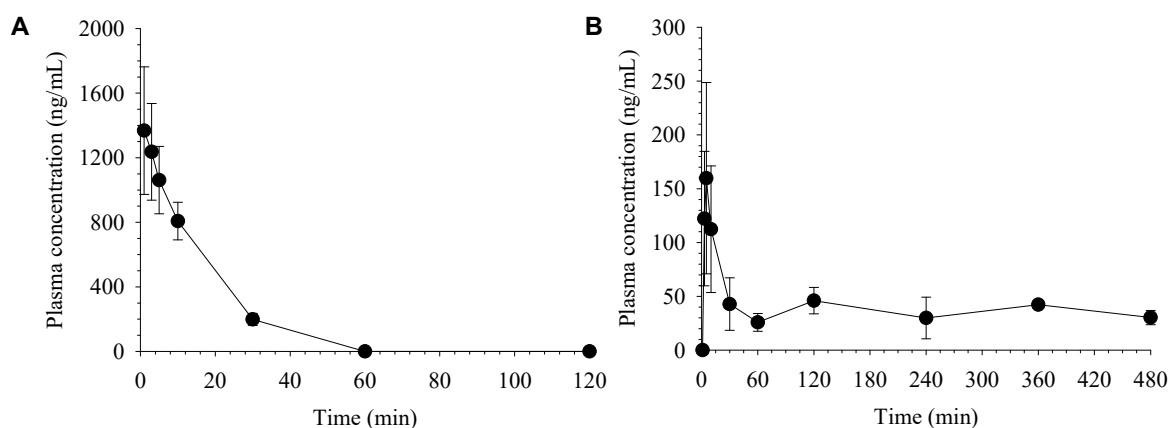 A
Plasma concentration (ng/mL)
2000
1600
1200
800
400
0
0 20 40 60 80 100 120
Time (min)
B
Plasma concentration (ng/mL)
300
250
200
150
100
50
0
0 60 120 180 240 300 360 420 480
Time (min)